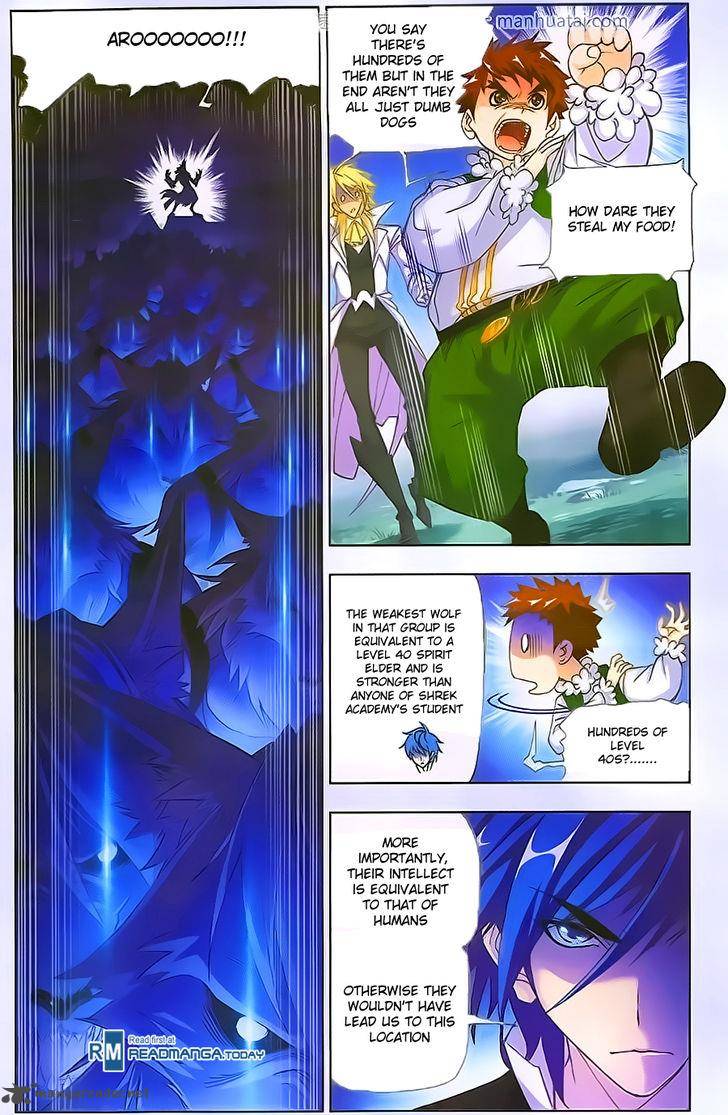 AROOOOOOO!!!
manhuatai.com
YOU SAY
THERE'S
HUNDREDS OF
THEM BUT IN THE
END AREN'T THEY
ALL JUST DUMB
DOGS
HOW DARE THEY
STEAL MY FOOD!
THE WEAKEST WOLF
IN THAT GROUP IS
EQUIVALENT TO A
LEVEL 40 SPIRIT
ELDER AND IS
STRONGER THAN
ANYONE OF SHREK
ACADEMY'S STUDENT
HUNDREDS OF
LEVEL
40S?.......
MORE
IMPORTANTLY,
THEIR INTELLECT
IS EQUIVALENT
TO THAT OF
HUMANS
OTHERWISE THEY
WOULDN'T HAVE
LEAD US TO THIS
LOCATION
RM
Read first at
READMANGA.TODAY